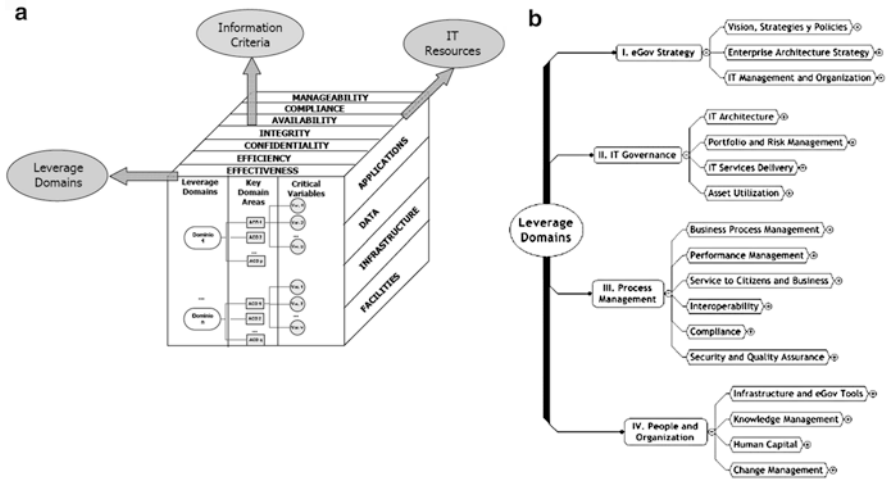 a
Information
Criteria
IT
Resources
Leverage
Domains
MANAGEABILITY
COMPLIANCE
AVAILABILITY
INTEGRITY
CONFIDENTIALITY
EFFICIENCY
EFFECTIVENESS
APPLICATIONS
DATA
INFRASTRUCTURE
FACILITIES
Leverage
Domains
Key
Domain
Areas
Critical
Variables
Dominio
1
...
Dominio
n
b
Leverage
Domains
I. eGov Strategy
Vision, Strategies y Policies
Enterprise Architecture Strategy
IT Management and Organization
II. IT Governance
IT Architecture
Portfolio and Risk Management
IT Services Delivery
Asset Utilization
III. Process
Management
Business Process Management
Performance Management
Service to Citizens and Business
Interoperability
Compliance
Security and Quality Assurance
IV. People and
Organization
Infrastructure and eGov Tools
Knowledge Management
Human Capital
Change Management